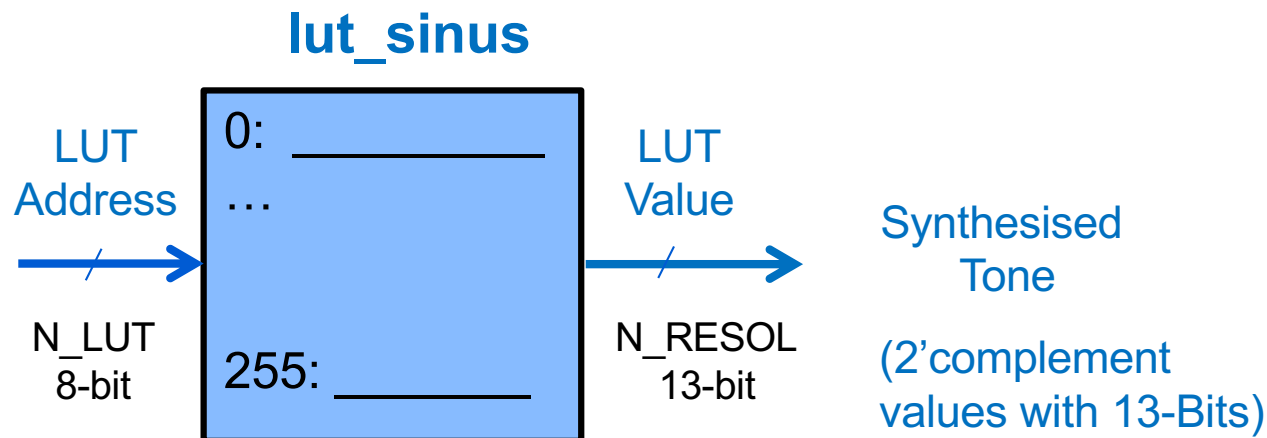 lut_sinus
LUT
Address
N_LUT
8-bit
0:
...
255:
LUT
Value
N_RESOL
13-bit
Synthesised
Tone
(2’complement
values with 13-Bits)